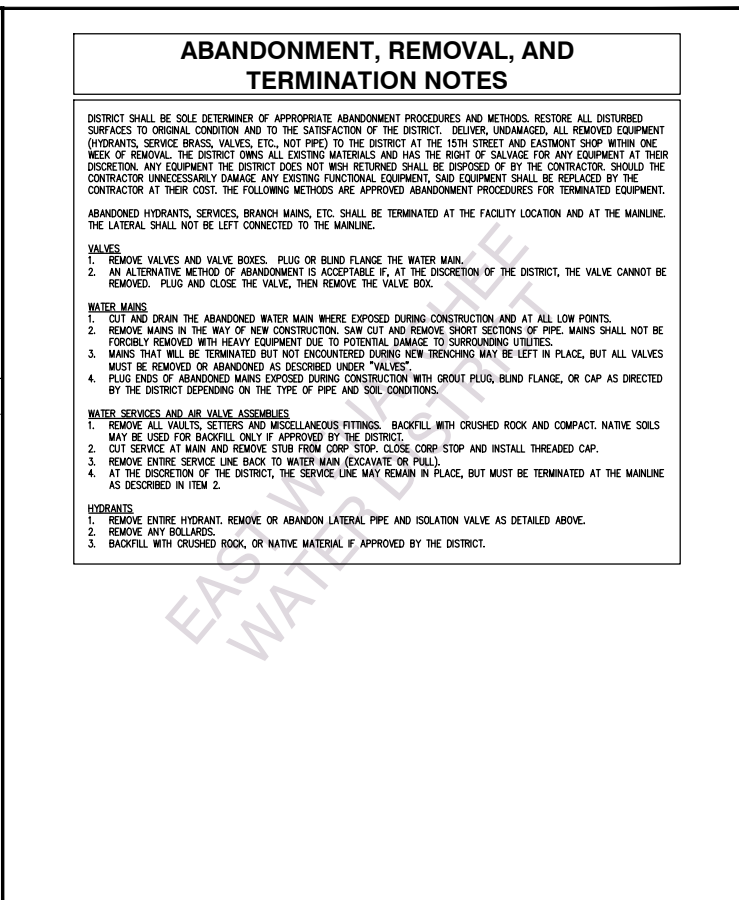 ABANDONMENT, REMOVAL, AND
TERMINATION NOTES
DISTRICT SHALL BE SOLE DETERMINER OF APPROPRIATE ABANDONMENT PROCEDURES AND METHODS. RESTORE ALL DISTURBED
SURFACES TO ORIGINAL CONDITION AND TO THE SATISFACTION OF THE DISTRICT. DELIVER, UNDAMAGED, ALL REMOVED EQUIPMENT
(HYDRANTS, SERVICE BRASS, VALVES, ETC., NOT PIPE) TO THE DISTRICT AT THE 15TH STREET AND EASTMONT SHOP WITHIN ONE
WEEK OF REMOVAL. THE DISTRICT OWNS ALL EXISTING MATERIALS AND HAS THE RIGHT OF SALVAGE FOR ANY EQUIPMENT AT THEIR
DISCRETION. ANY EQUIPMENT THE DISTRICT DOES NOT WISH RETURNED SHALL BE DISPOSED OF BY THE CONTRACTOR. SHOULD THE
CONTRACTOR UNNECESSARILY DAMAGE ANY EXISTING FUNCTIONAL EQUIPMENT, SAID EQUIPMENT SHALL BE REPLACED BY THE
CONTRACTOR AT THEIR COST. THE FOLLOWING METHODS ARE APPROVED ABANDONMENT PROCEDURES FOR TERMINATED EQUIPMENT.
ABANDONED HYDRANTS, SERVICES, BRANCH MAINS, ETC. SHALL BE TERMINATED AT THE FACILITY LOCATION AND AT THE MAINLINE.
THE LATERAL SHALL NOT BE LEFT CONNECTED TO THE MAINLINE.
VALVES
1. REMOVE VALVES AND VALVE BOXES. PLUG OR BLIND FLANGE THE WATER MAIN.
2. AN ALTERNATIVE METHOD OF ABANDONMENT IS ACCEPTABLE IF, AT THE DISCRETION OF THE DISTRICT, THE VALVE CANNOT BE
REMOVED. PLUG AND CLOSE THE VALVE, THEN REMOVE THE VALVE BOX.
WATER MAINS
1. CUT AND DRAIN THE ABANDONED WATER MAIN WHERE EXPOSED DURING CONSTRUCTION AND AT ALL LOW POINTS.
2. REMOVE MAINS IN THE WAY OF NEW CONSTRUCTION. SAW CUT AND REMOVE SHORT SECTIONS OF PIPE. MAINS SHALL NOT BE
FORCIBLY REMOVED WITH HEAVY EQUIPMENT DUE TO POTENTIAL DAMAGE TO SURROUNDING UTILITIES.
3. MAINS THAT WILL BE TERMINATED BUT NOT ENCOUNTERED DURING NEW TRENCHING MAY BE LEFT IN PLACE, BUT ALL VALVES
MUST BE REMOVED OR ABANDONED AS DESCRIBED UNDER "VALVES".
4. PLUG ENDS OF ABANDONED MAINS EXPOSED DURING CONSTRUCTION WITH GROUT PLUG, BLIND FLANGE, OR CAP AS DIRECTED
BY THE DISTRICT DEPENDING ON THE TYPE OF PIPE AND SOIL CONDITIONS.
WATER SERVICES AND AIR VALVE ASSEMBLIES
1. REMOVE ALL VAULTS, SETTERS AND MISCELLANEOUS FITTINGS. BACKFILL WITH CRUSHED ROCK AND COMPACT. NATIVE SOILS
MAY BE USED FOR BACKFILL ONLY IF APPROVED BY THE DISTRICT.
2. CUT SERVICE AT MAIN AND REMOVE STUB FROM CORP STOP. CLOSE CORP STOP AND INSTALL THREADED CAP.
3. REMOVE ENTIRE SERVICE LINE BACK TO WATER MAIN (EXCAVATE OR PULL).
4. AT THE DISCRETION OF THE DISTRICT, THE SERVICE LINE MAY REMAIN IN PLACE, BUT MUST BE TERMINATED AT THE MAINLINE
AS DESCRIBED IN ITEM 2.
HYDRANTS
1. REMOVE ENTIRE HYDRANT. REMOVE OR ABANDON LATERAL PIPE AND ISOLATION VALVE AS DETAILED ABOVE.
2. REMOVE ANY BOLLARDS.
3. BACKFILL WITH CRUSHED ROCK, OR NATIVE MATERIAL IF APPROVED BY THE DISTRICT.
EAST WENATCHEE
WATER DISTRICT